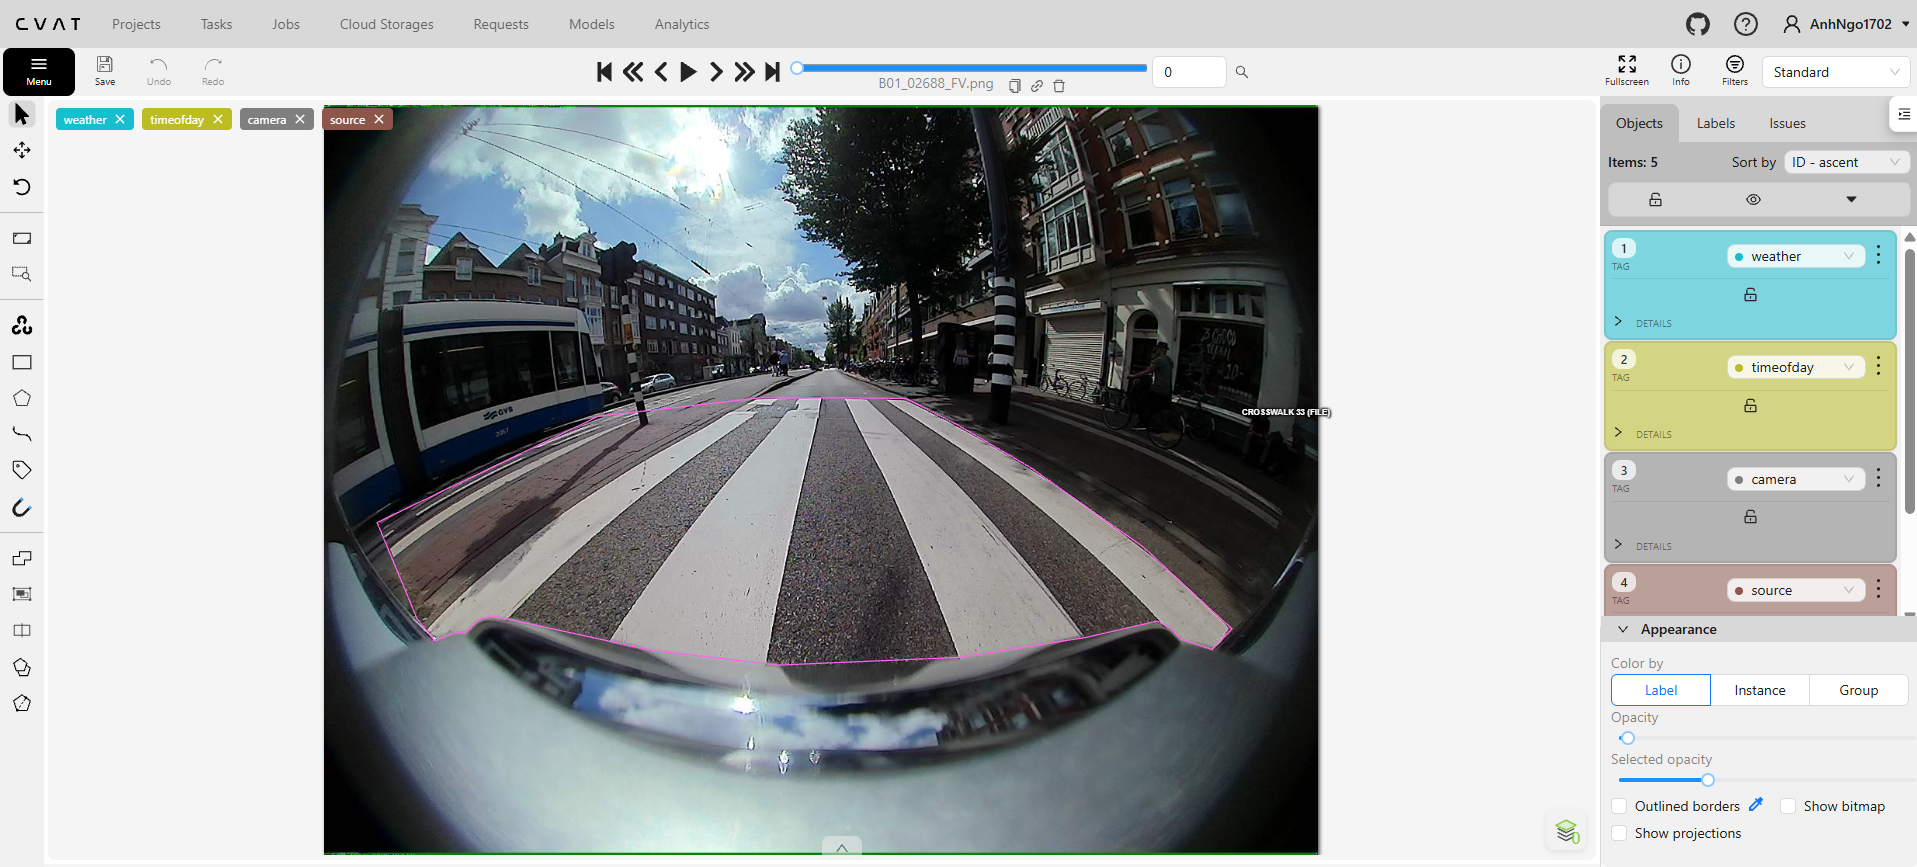 CVAT
Projects
Tasks
Jobs
Cloud Storages
Requests
Models
Analytics
AnhNgo1702
Menu
Save
Undo
Redo
B01_02688_FV.png
0
Fullscreen
Info
Filters
Standard
weather
timeofday
camera
source
CROSSWALK 33 (FILE)
GVB
2067
Objects
Labels
Issues
Items: 5
Sort by
ID - ascent
1
TAG
weather
DETAILS
2
TAG
timeofday
DETAILS
3
TAG
camera
DETAILS
4
TAG
source
Appearance
Color by
Label
Instance
Group
Opacity
Selected opacity
Outlined borders
Show bitmap
Show projections
0